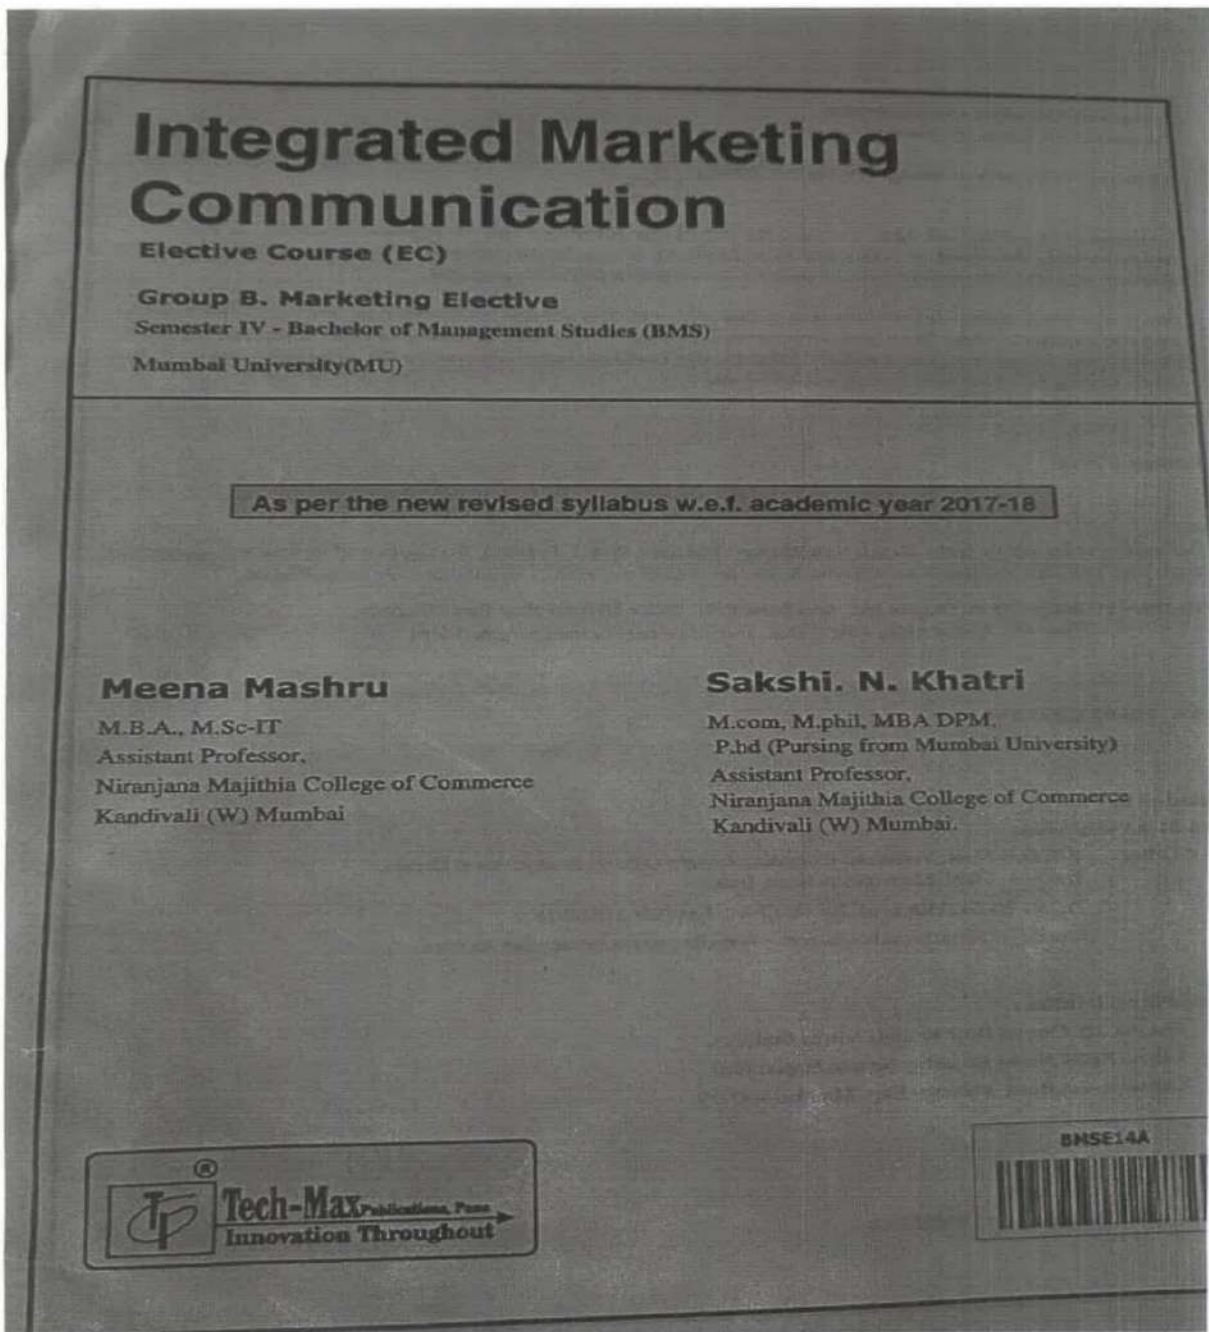 Integrated Marketing
Communication
Elective Course (EC)
Group B. Marketing Elective
Semester IV - Bachelor of Management Studies (BMS)
Mumbai University(MU)
As per the new revised syllabus w.e.f. academic year 2017-18
Meena Mashru
M.B.A., M.Sc-IT
Assistant Professor,
Niranjana Majithia College of Commerce
Kandivali (W) Mumbai
Sakshi. N. Khatri
M.com, M.phil, MBA DPM.
P.hd (Pursing from Mumbai University)
Assistant Professor,
Niranjana Majithia College of Commerce
Kandivali (W) Mumbai.
®
TP
Tech-Max Publications, Pune
Innovation Throughout
BMSE14A